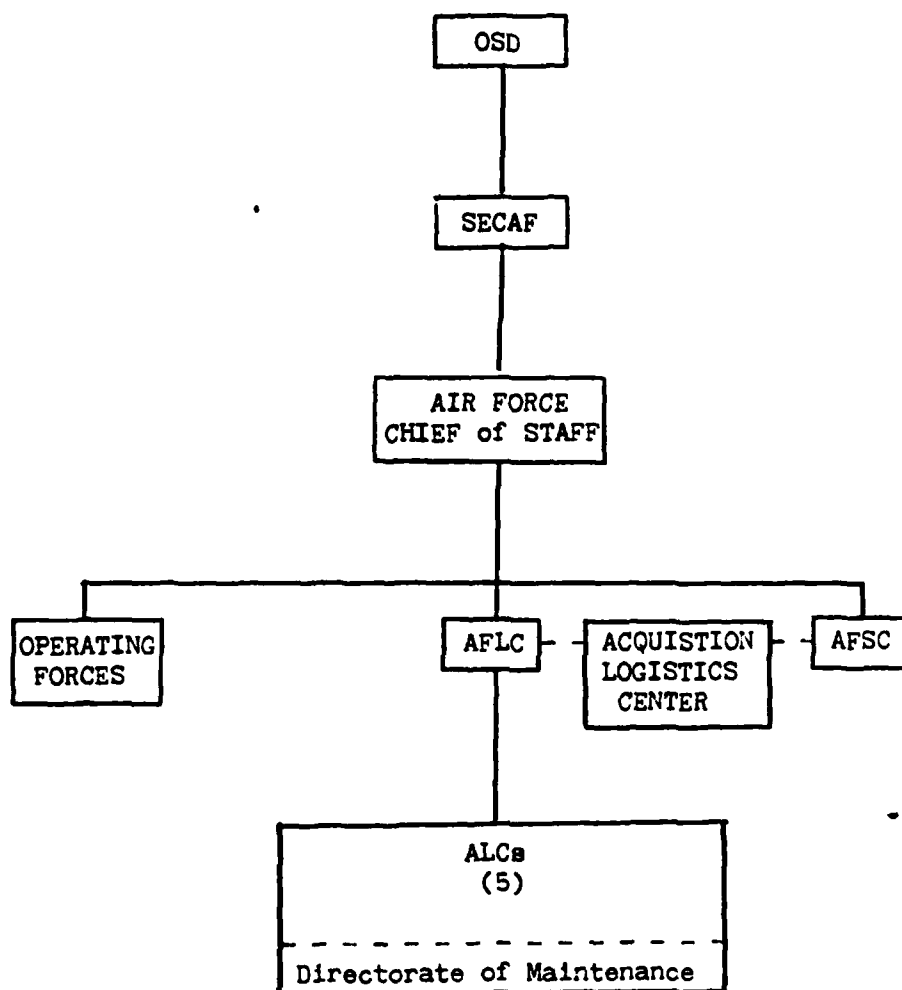 OSD
SECAF
AIR FORCE
CHIEF of STAFF
OPERATING
FORCES
AFLC
ACQUISTION
LOGISTICS
CENTER
AFSC
ALCs
(5)
Directorate of Maintenance